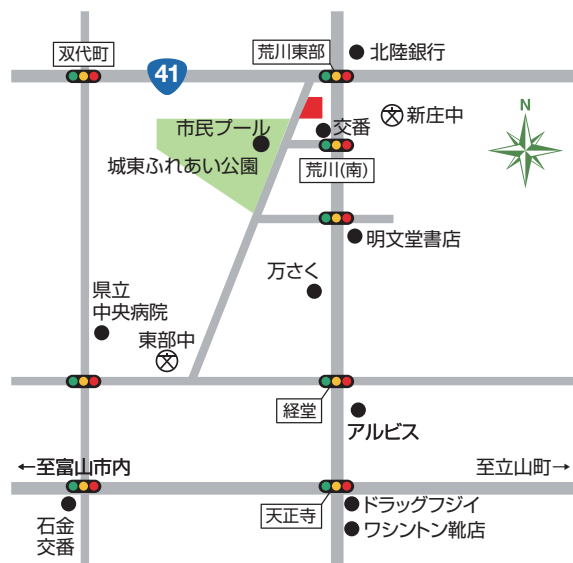 双代町
41
荒川東部
北陸銀行
新庄中
交番
市民プール
城東ふれあい公園
荒川(南)
N
明文堂書店
万さく
県立
中央病院
東部中
経堂
アルビス
←至富山市内
至立山町→
石金
交番
天正寺
ドラッグフジイ
ワシントン靴店